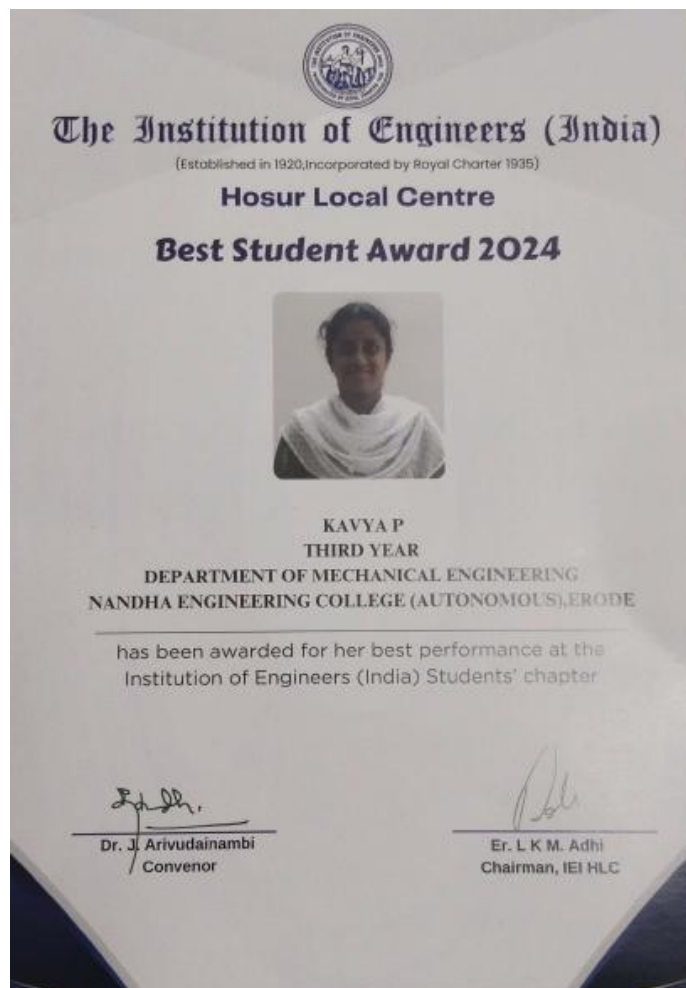 The Institution of Engineers (India)
(Established in 1920,Incorporated by Royal Charter 1935)
Hosur Local Centre
Best Student Award 2024
KAVYA P
THIRD YEAR
DEPARTMENT OF MECHANICAL ENGINEERING
NANDHA ENGINEERING COLLEGE (AUTONOMOUS),ERODE
has been awarded for her best performance at the
Institution of Engineers (India) Students' chapter
Dr. J. Arivudainambi
Convenor
Er. L K M. Adhi
Chairman, IEI HLC